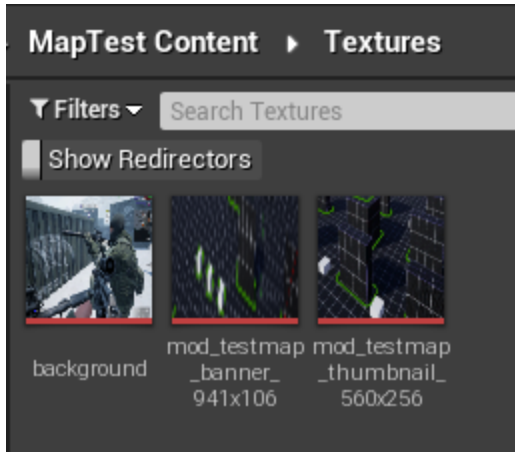 MapTest Content Textures
Filters Search Textures
Show Redirectors
background
mod_testmap
_banner_
941x106
mod_testmap
_thumbnail_
560x256